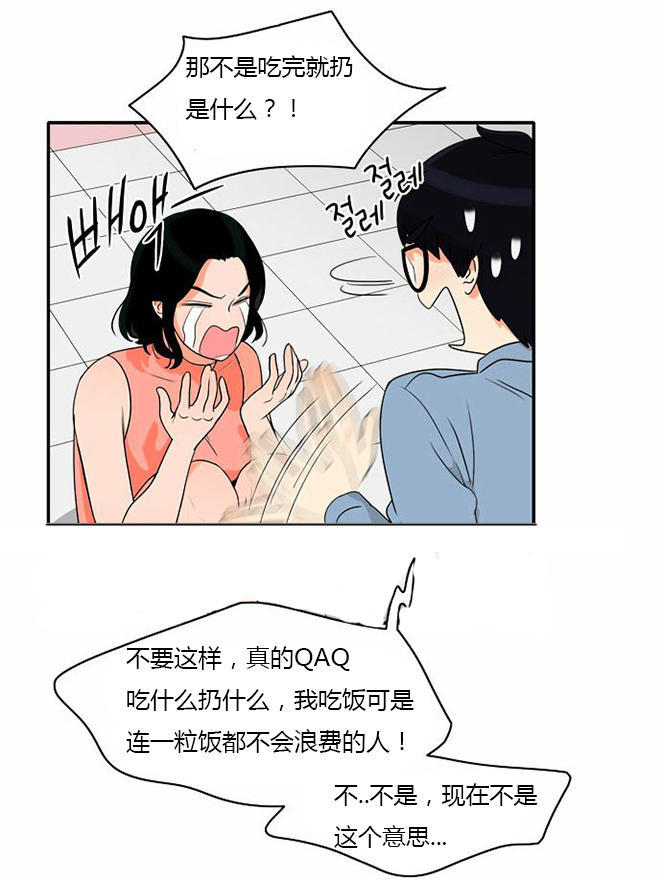 那不是吃完就扔
是什么？！
빼애액
절레
절레
不要这样，真的QAQ
吃什么扔什么，我吃饭可是
连一粒饭都不会浪费的人！
不..不是，现在不是
这个意思...